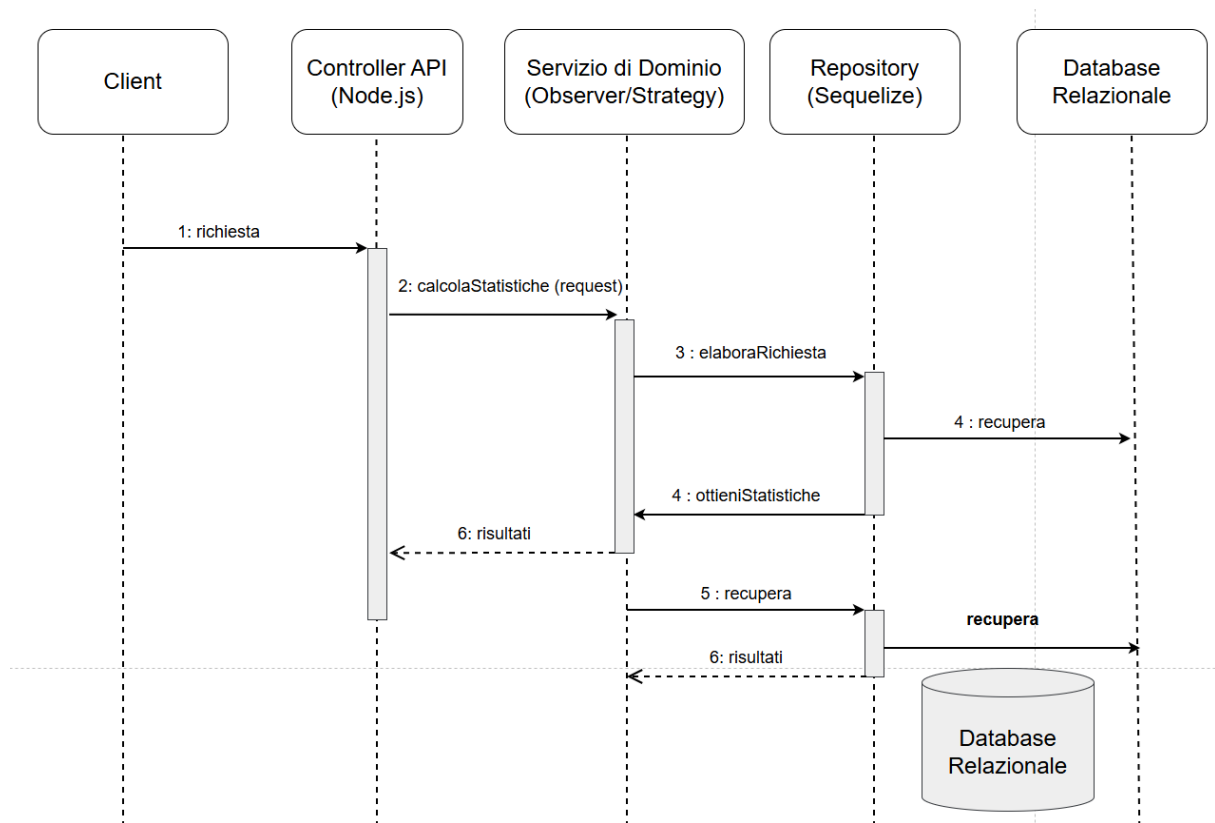 Client
Controller API
(Node.js)
Servizio di Dominio
(Observer/Strategy)
Repository
(Sequelize)
Database
Relazionale
1: richiesta
2: calcolaStatistiche (request)
3 : elaboraRichiesta
4 : recupera
4 : ottieniStatistiche
6: risultati
5 : recupera
recupera
6: risultati
Database
Relazionale